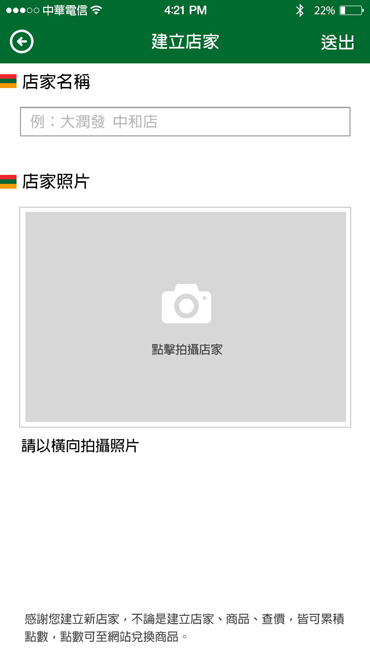 中華電信 4:21 PM 22%
建立店家 送出
店家名稱
例：大潤發 中和店
店家照片
點擊拍攝店家
請以橫向拍攝照片
感謝您建立新店家，不論是建立店家、商品、查價，皆可累積
點數，點數可至網站兌換商品。